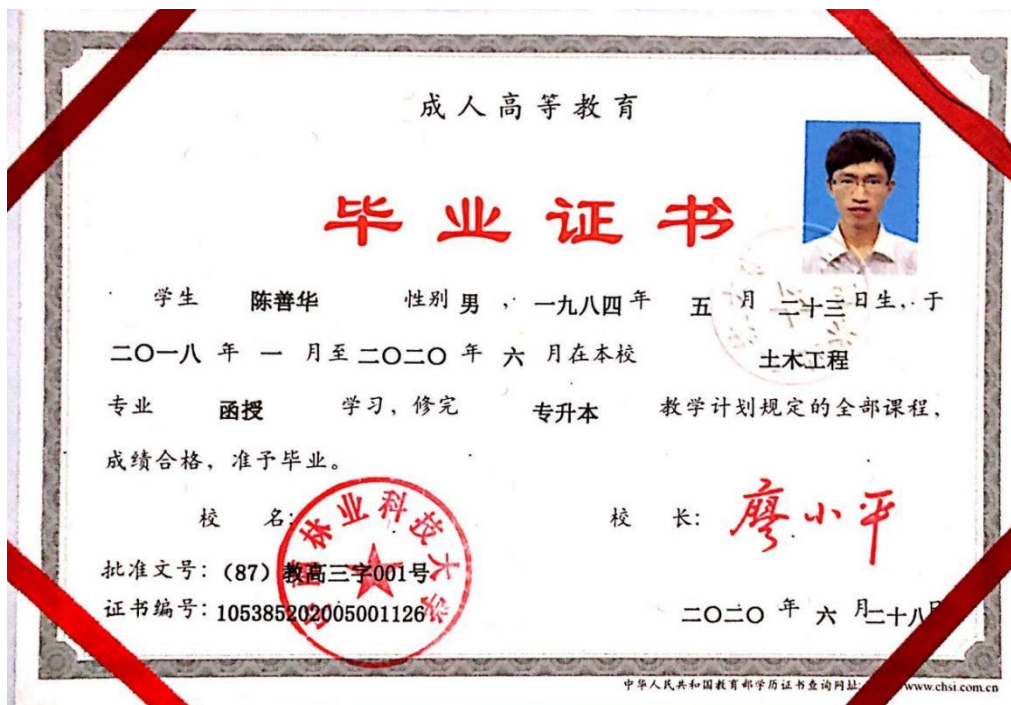 成人高等教育
毕业证书
学生 陈善华 性别 男，一九八四年 五 月 二十三日生，于
二〇一八 年 一 月至二〇二〇 年 六 月在本校 土木工程
专业 函授 学习，修完 专升本 教学计划规定的全部课程，
成绩合格，准予毕业。
校 名： 校 长：廖小平
中南林业科技大学
批准文号：（87）教高三字001号
证书编号：105385202005001126
二〇二〇 年 六 月二十八日
中华人民共和国教育部学历证书查询网址: www.chsi.com.cn